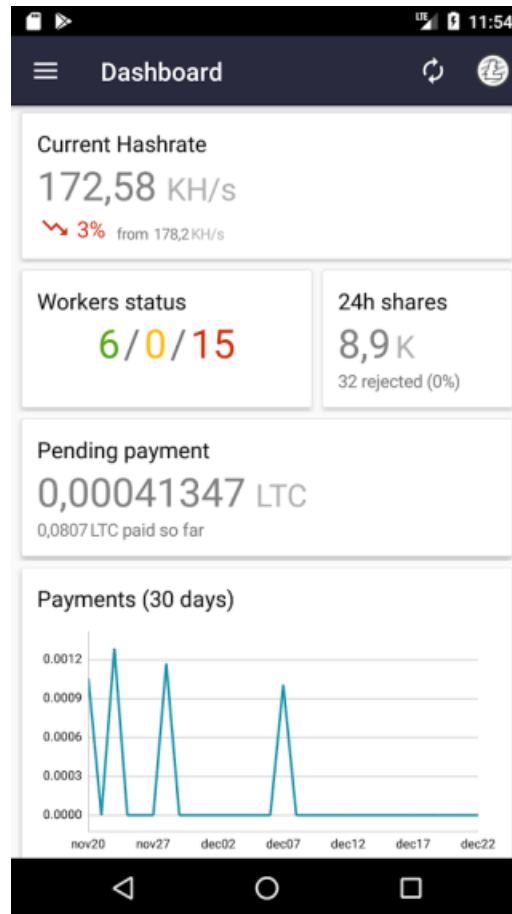 LTE 11:54
Dashboard
Current Hashrate
172,58 KH/s
3% from 178,2 KH/s
Workers status
6/0/15
24h shares
8,9 K
32 rejected (0%)
Pending payment
0,00041347 LTC
0,0807 LTC paid so far
Payments (30 days)
0.0012
0.0009
0.0006
0.0003
0.0000
nov20 nov27 dec02 dec07 dec12 dec17 dec22